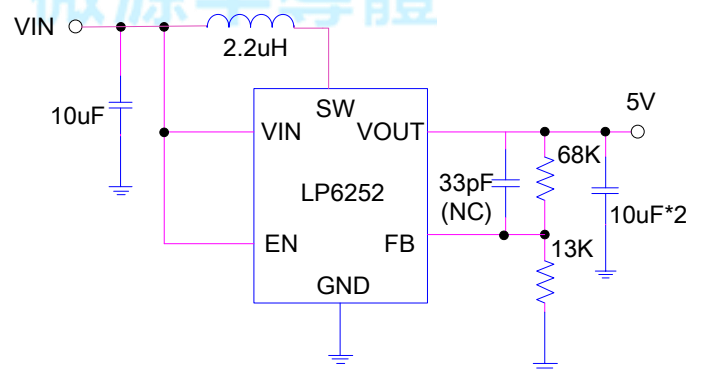 VIN
2.2uH
10uF
SW
5V
VIN
VOUT
68K
33pF
(NC)
LP6252
10uF*2
EN
FB
13K
GND